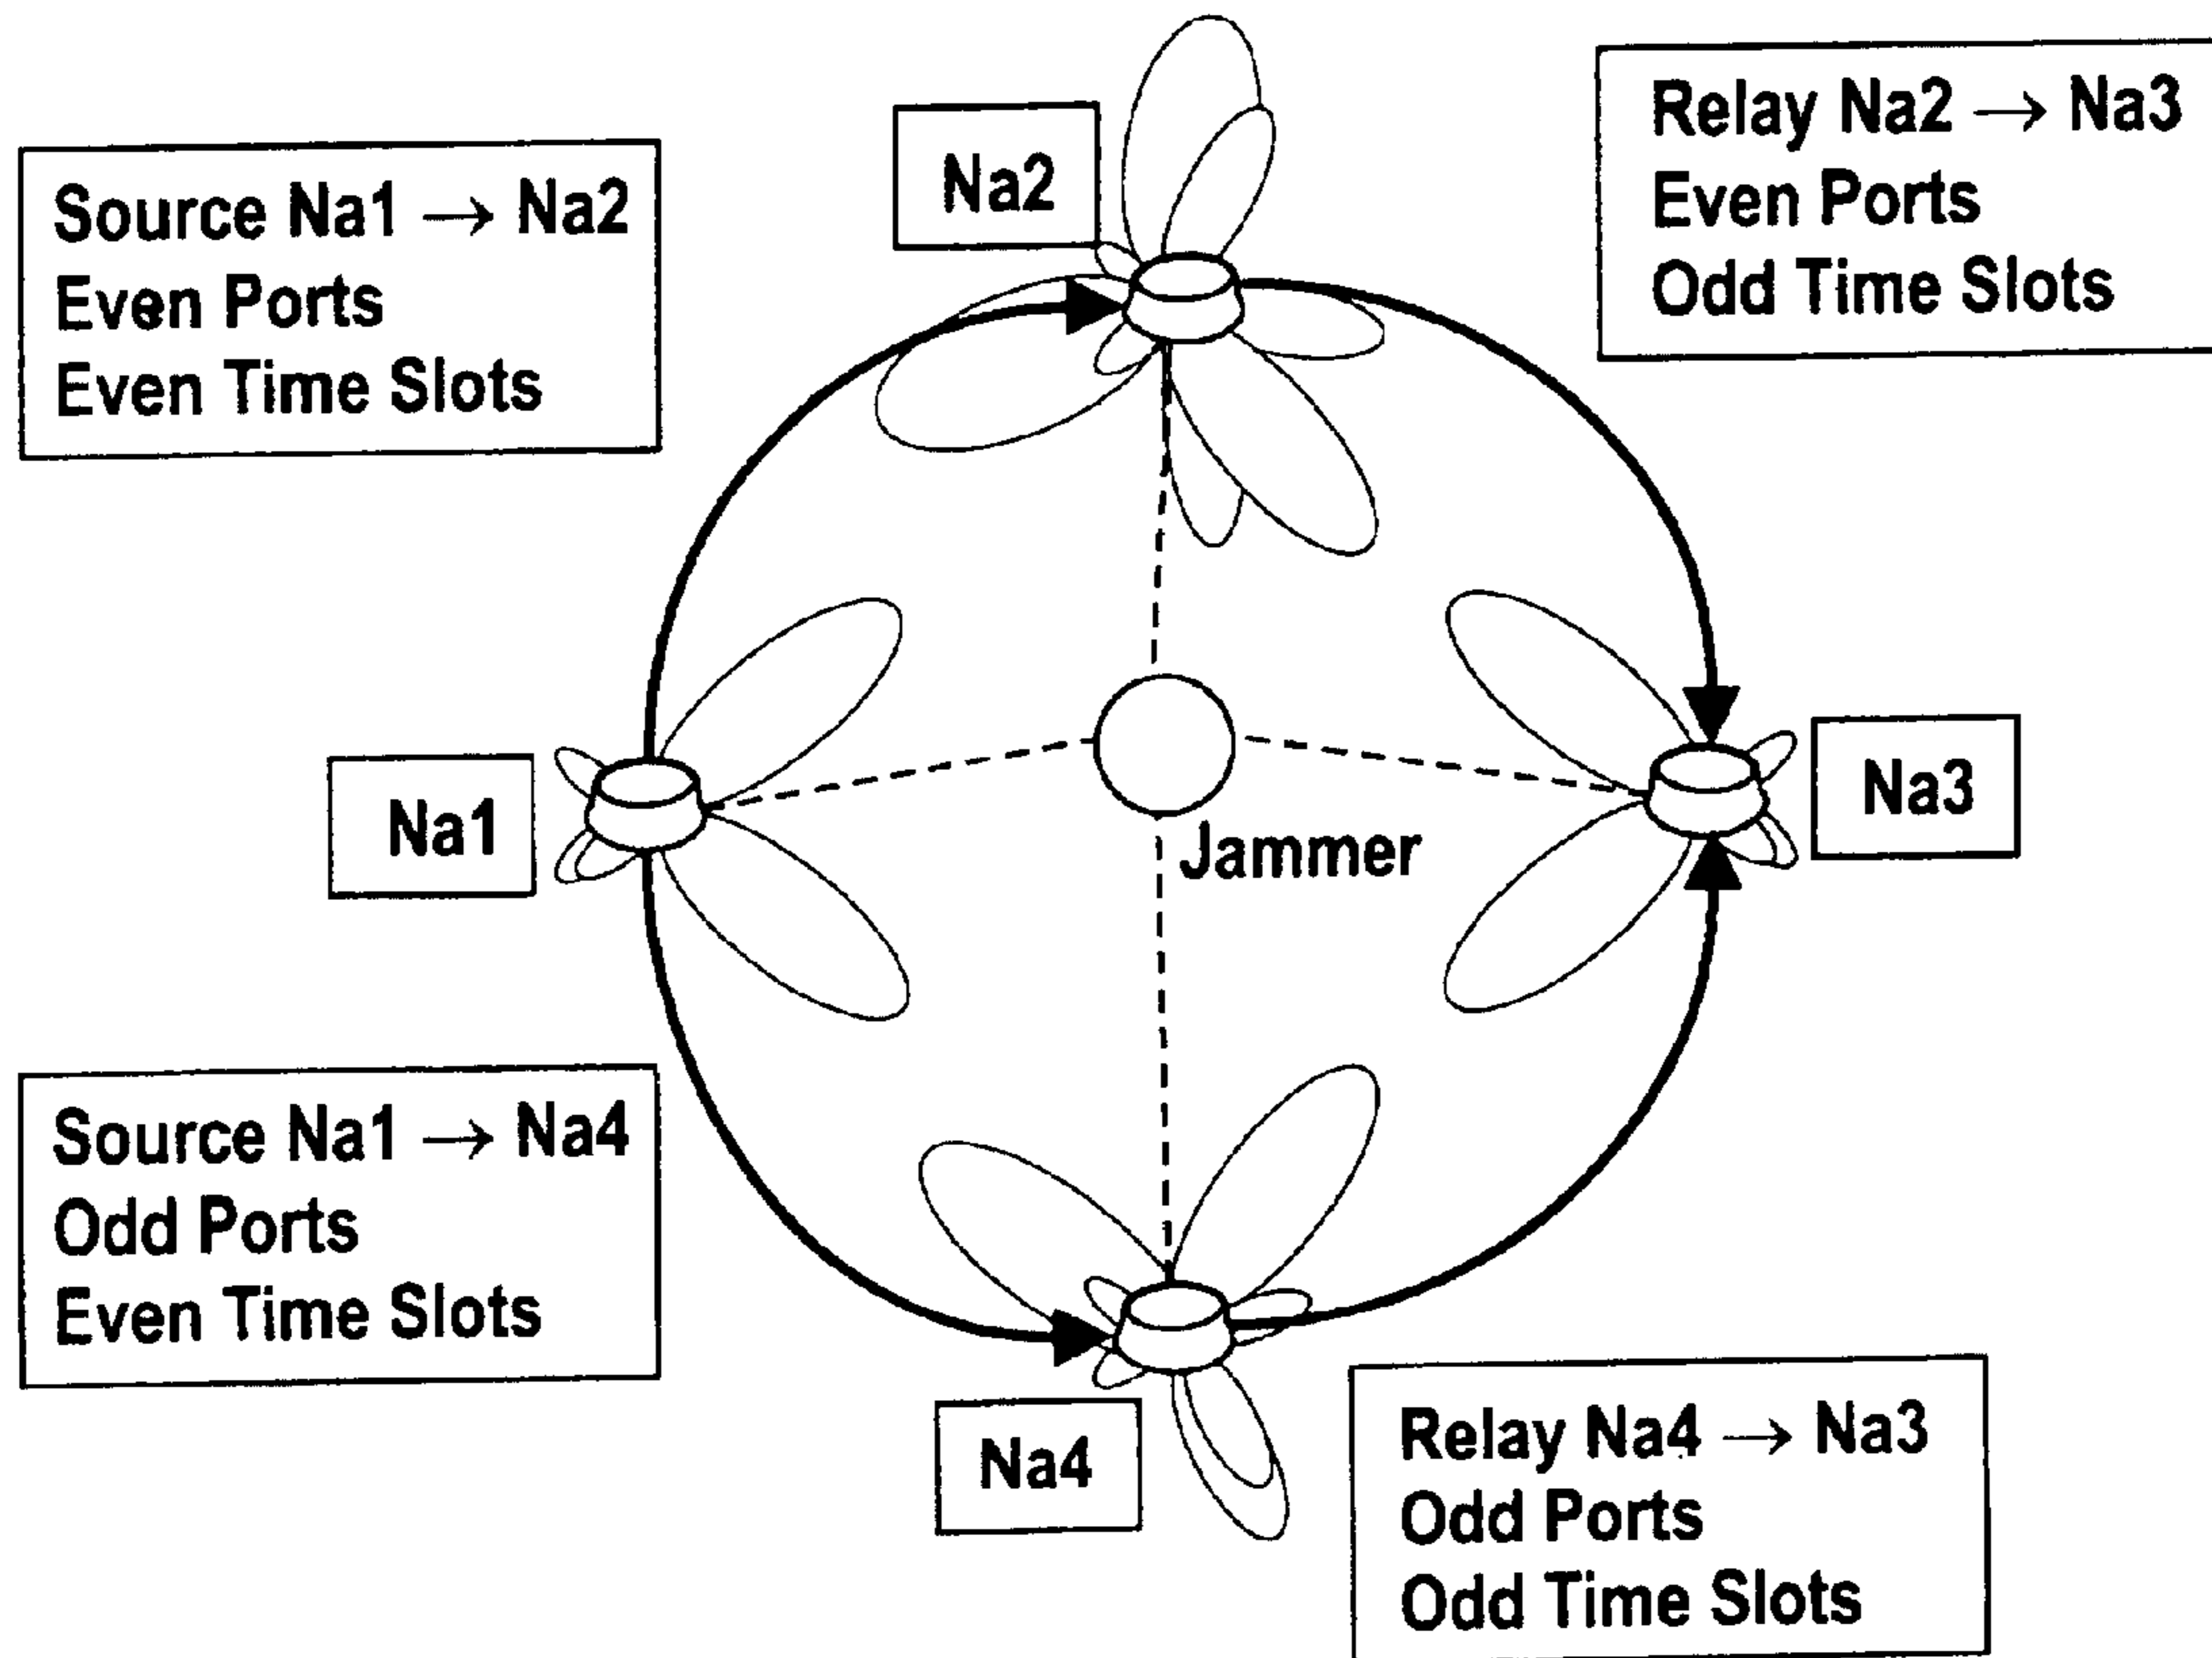 Na2
Relay Na2 → Na3
Even Ports
Odd Time Slots
Source Na1 → Na2
Even Ports
Even Time Slots
Na1
Jammer
Na3
Source Na1 → Na4
Odd Ports
Even Time Slots
Na4
Relay Na4 → Na3
Odd Ports
Odd Time Slots